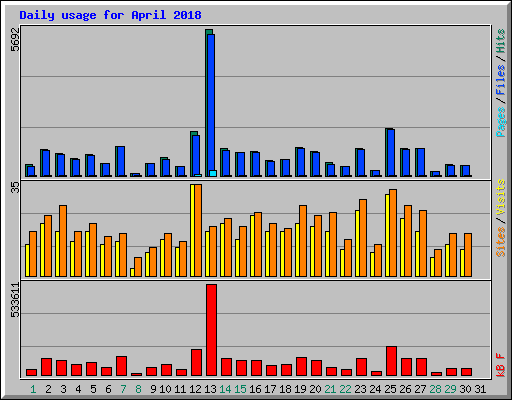 Daily usage for April 2018
5692
Pages / Files / Hits
35
Sites / Visits
533611
kB F
1 2 3 4 5 6 7 8 9 10 11 12 13 14 15 16 17 18 19 20 21 22 23 24 25 26 27 28 29 30 31